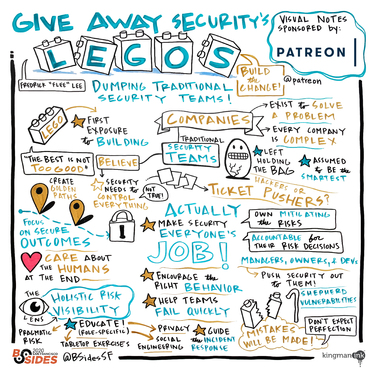 GIVE AWAY SECURITY'S
LEGOS
VISUAL NOTES
SPONSORED BY:
PATREON
@patreon
FREDRICK "FLEE" LEE
DUMPING TRADITIONAL
SECURITY TEAMS!
BUILD
THE
CHANGE!
LEGO
FIRST
EXPOSURE
to
BUILDING
COMPANIES
EXIST to SOLVE
A PROBLEM
EVERY COMPANY
is COMPLEX
TRADITIONAL
SECURITY
TEAMS
BELIEVE
LEFT
HOLDING
the BAG
ASSUMED
to BE the
SMARTEST
THE BEST is NOT
TOO GOOD
CREATE
GOLDEN
PATHS
SECURITY
NEEDS to
CONTROL
EVERYTHING
NOT
TRUE!
HACKERS OR
TICKET PUSHERS?
FOCUS
ON SECURE
OUTCOMES
ACTUALLY
MAKE SECURITY
EVERYONE'S
JOB!
OWN MITIGATING the
RISKS
ACCOUNTABLE for
THEIR RISK DECISIONS
MANAGERS, OWNERS, & DEVS
CARE ABOUT
the HUMANS
AT THE END
ENCOURAGE the
RIGHT BEHAVIOR
PUSH SECURITY OUT
to THEM!
SHEPHERD
VULNERABILITIES
THE
LENS
HOLISTIC RISK
VISIBILITY
HELP TEAMS
FAIL QUICKLY
PRAGMATIC
RISK
EDUCATE!
(ROLE-SPECIFIC)
TABLETOP EXERCISES
PRIVACY
SOCIAL
ENGINEERING
GUIDE
the INCIDENT
RESPONSE
MISTAKES
WILL BE MADE!
DON'T EXPECT
PERFECTION
BSIDES
SAN FRANCISCO
@BSidesSF
kingmanink